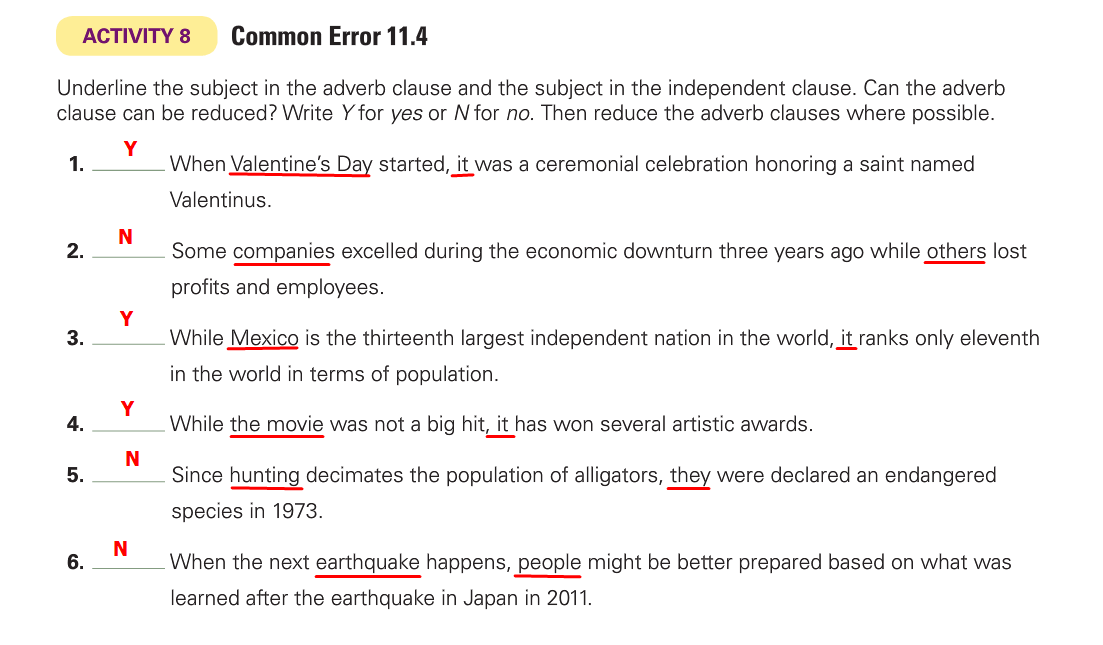 ACTIVITY 8 Common Error 11.4
Underline the subject in the adverb clause and the subject in the independent clause. Can the adverb
clause can be reduced? Write Y for yes or N for no. Then reduce the adverb clauses where possible.
1. Y When Valentine's Day started, it was a ceremonial celebration honoring a saint named
Valentinus.
2. N Some companies excelled during the economic downturn three years ago while others lost
profits and employees.
3. Y While Mexico is the thirteenth largest independent nation in the world, it ranks only eleventh
in the world in terms of population.
4. Y While the movie was not a big hit, it has won several artistic awards.
5. N Since hunting decimates the population of alligators, they were declared an endangered
species in 1973.
6. N When the next earthquake happens, people might be better prepared based on what was
learned after the earthquake in Japan in 2011.